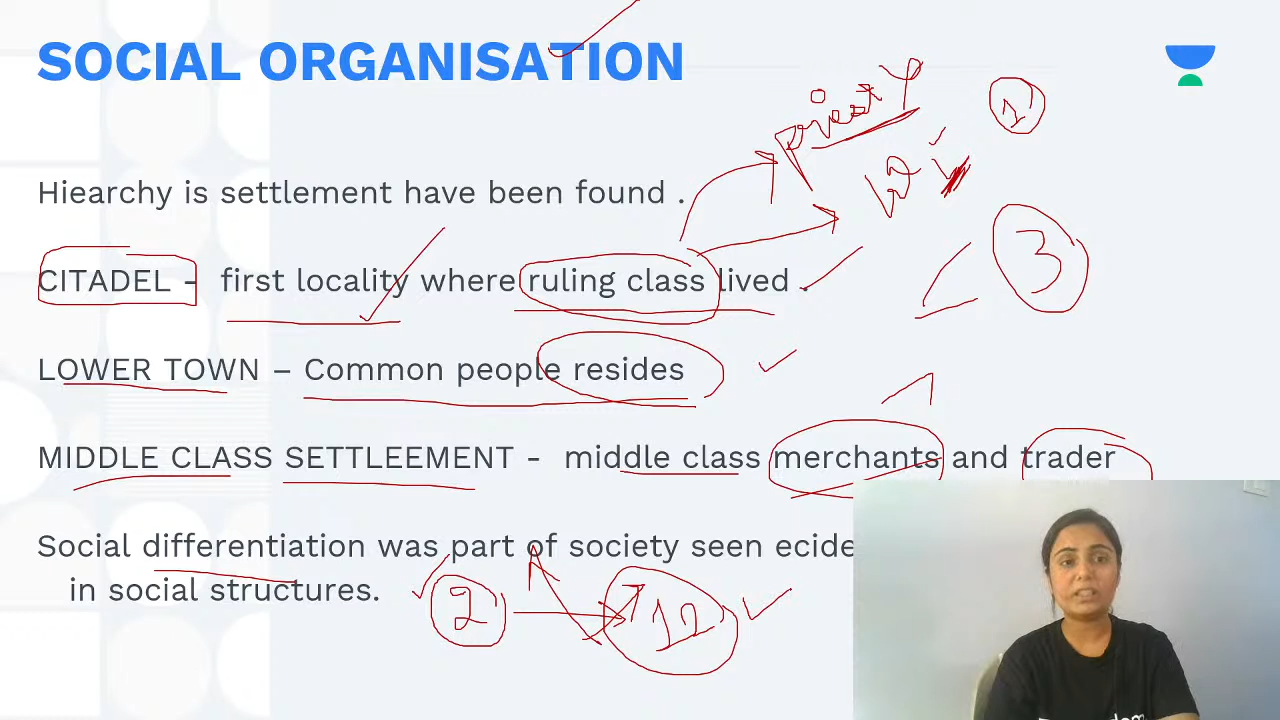 SOCIAL ORGANISATION
Hiearchy is settlement have been found .
CITADEL - first locality where ruling class lived .
LOWER TOWN – Common people resides
MIDDLE CLASS SETTLEEMENT - middle class merchants and trader
Social differentiation was part of society seen ecide
in social structures.
priest
1
3
2
12